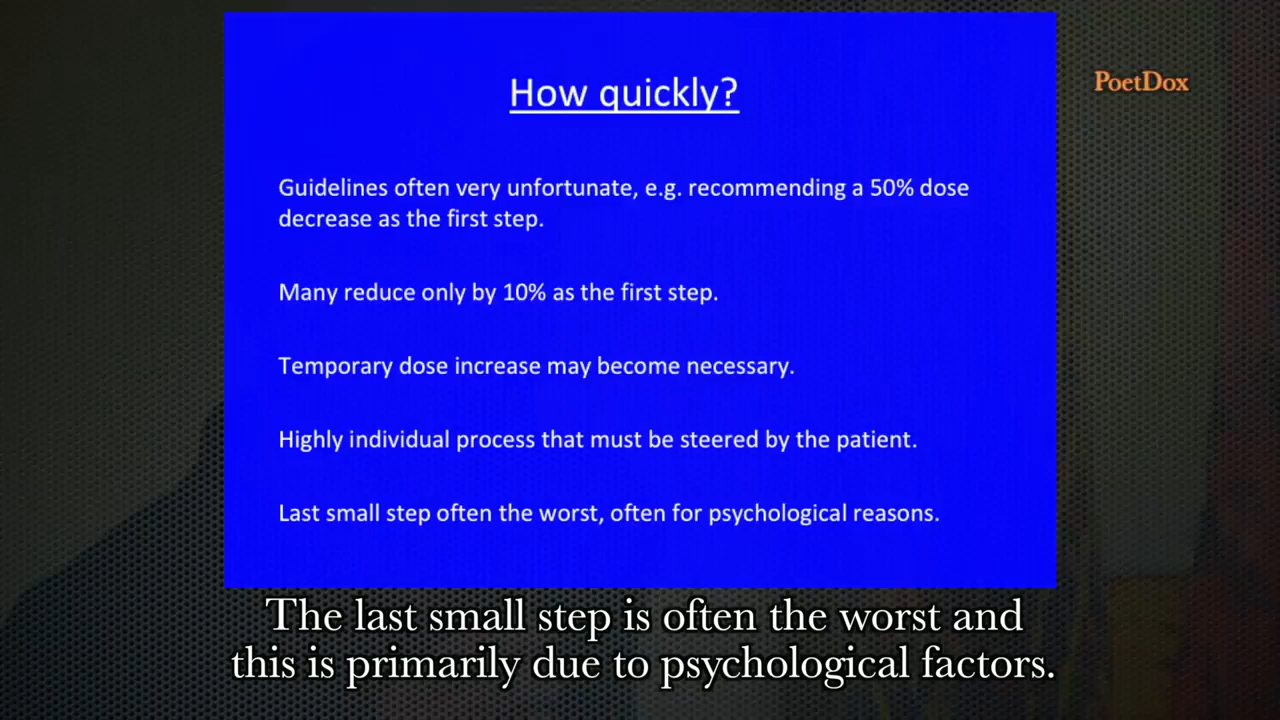 How quickly?
PoetDox
Guidelines often very unfortunate, e.g. recommending a 50% dose
decrease as the first step.
Many reduce only by 10% as the first step.
Temporary dose increase may become necessary.
Highly individual process that must be steered by the patient.
Last small step often the worst, often for psychological reasons.
The last small step is often the worst and
this is primarily due to psychological factors.